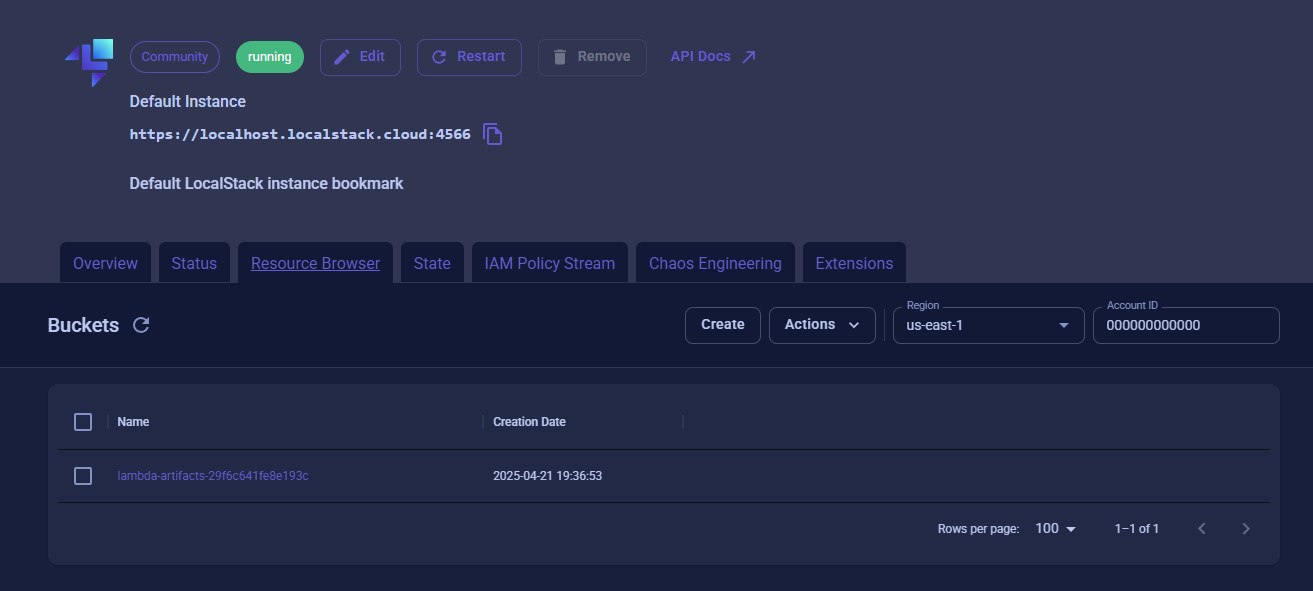 Community running Edit Restart Remove API Docs
Default Instance
https://localhost.localstack.cloud:4566
Default LocalStack instance bookmark
Overview Status Resource Browser State IAM Policy Stream Chaos Engineering Extensions
Region Account ID
Buckets Create Actions us-east-1 000000000000
Name Creation Date
lambda-artifacts-29f6c641fe8e193c 2025-04-21 19:36:53
Rows per page: 100 1–1 of 1